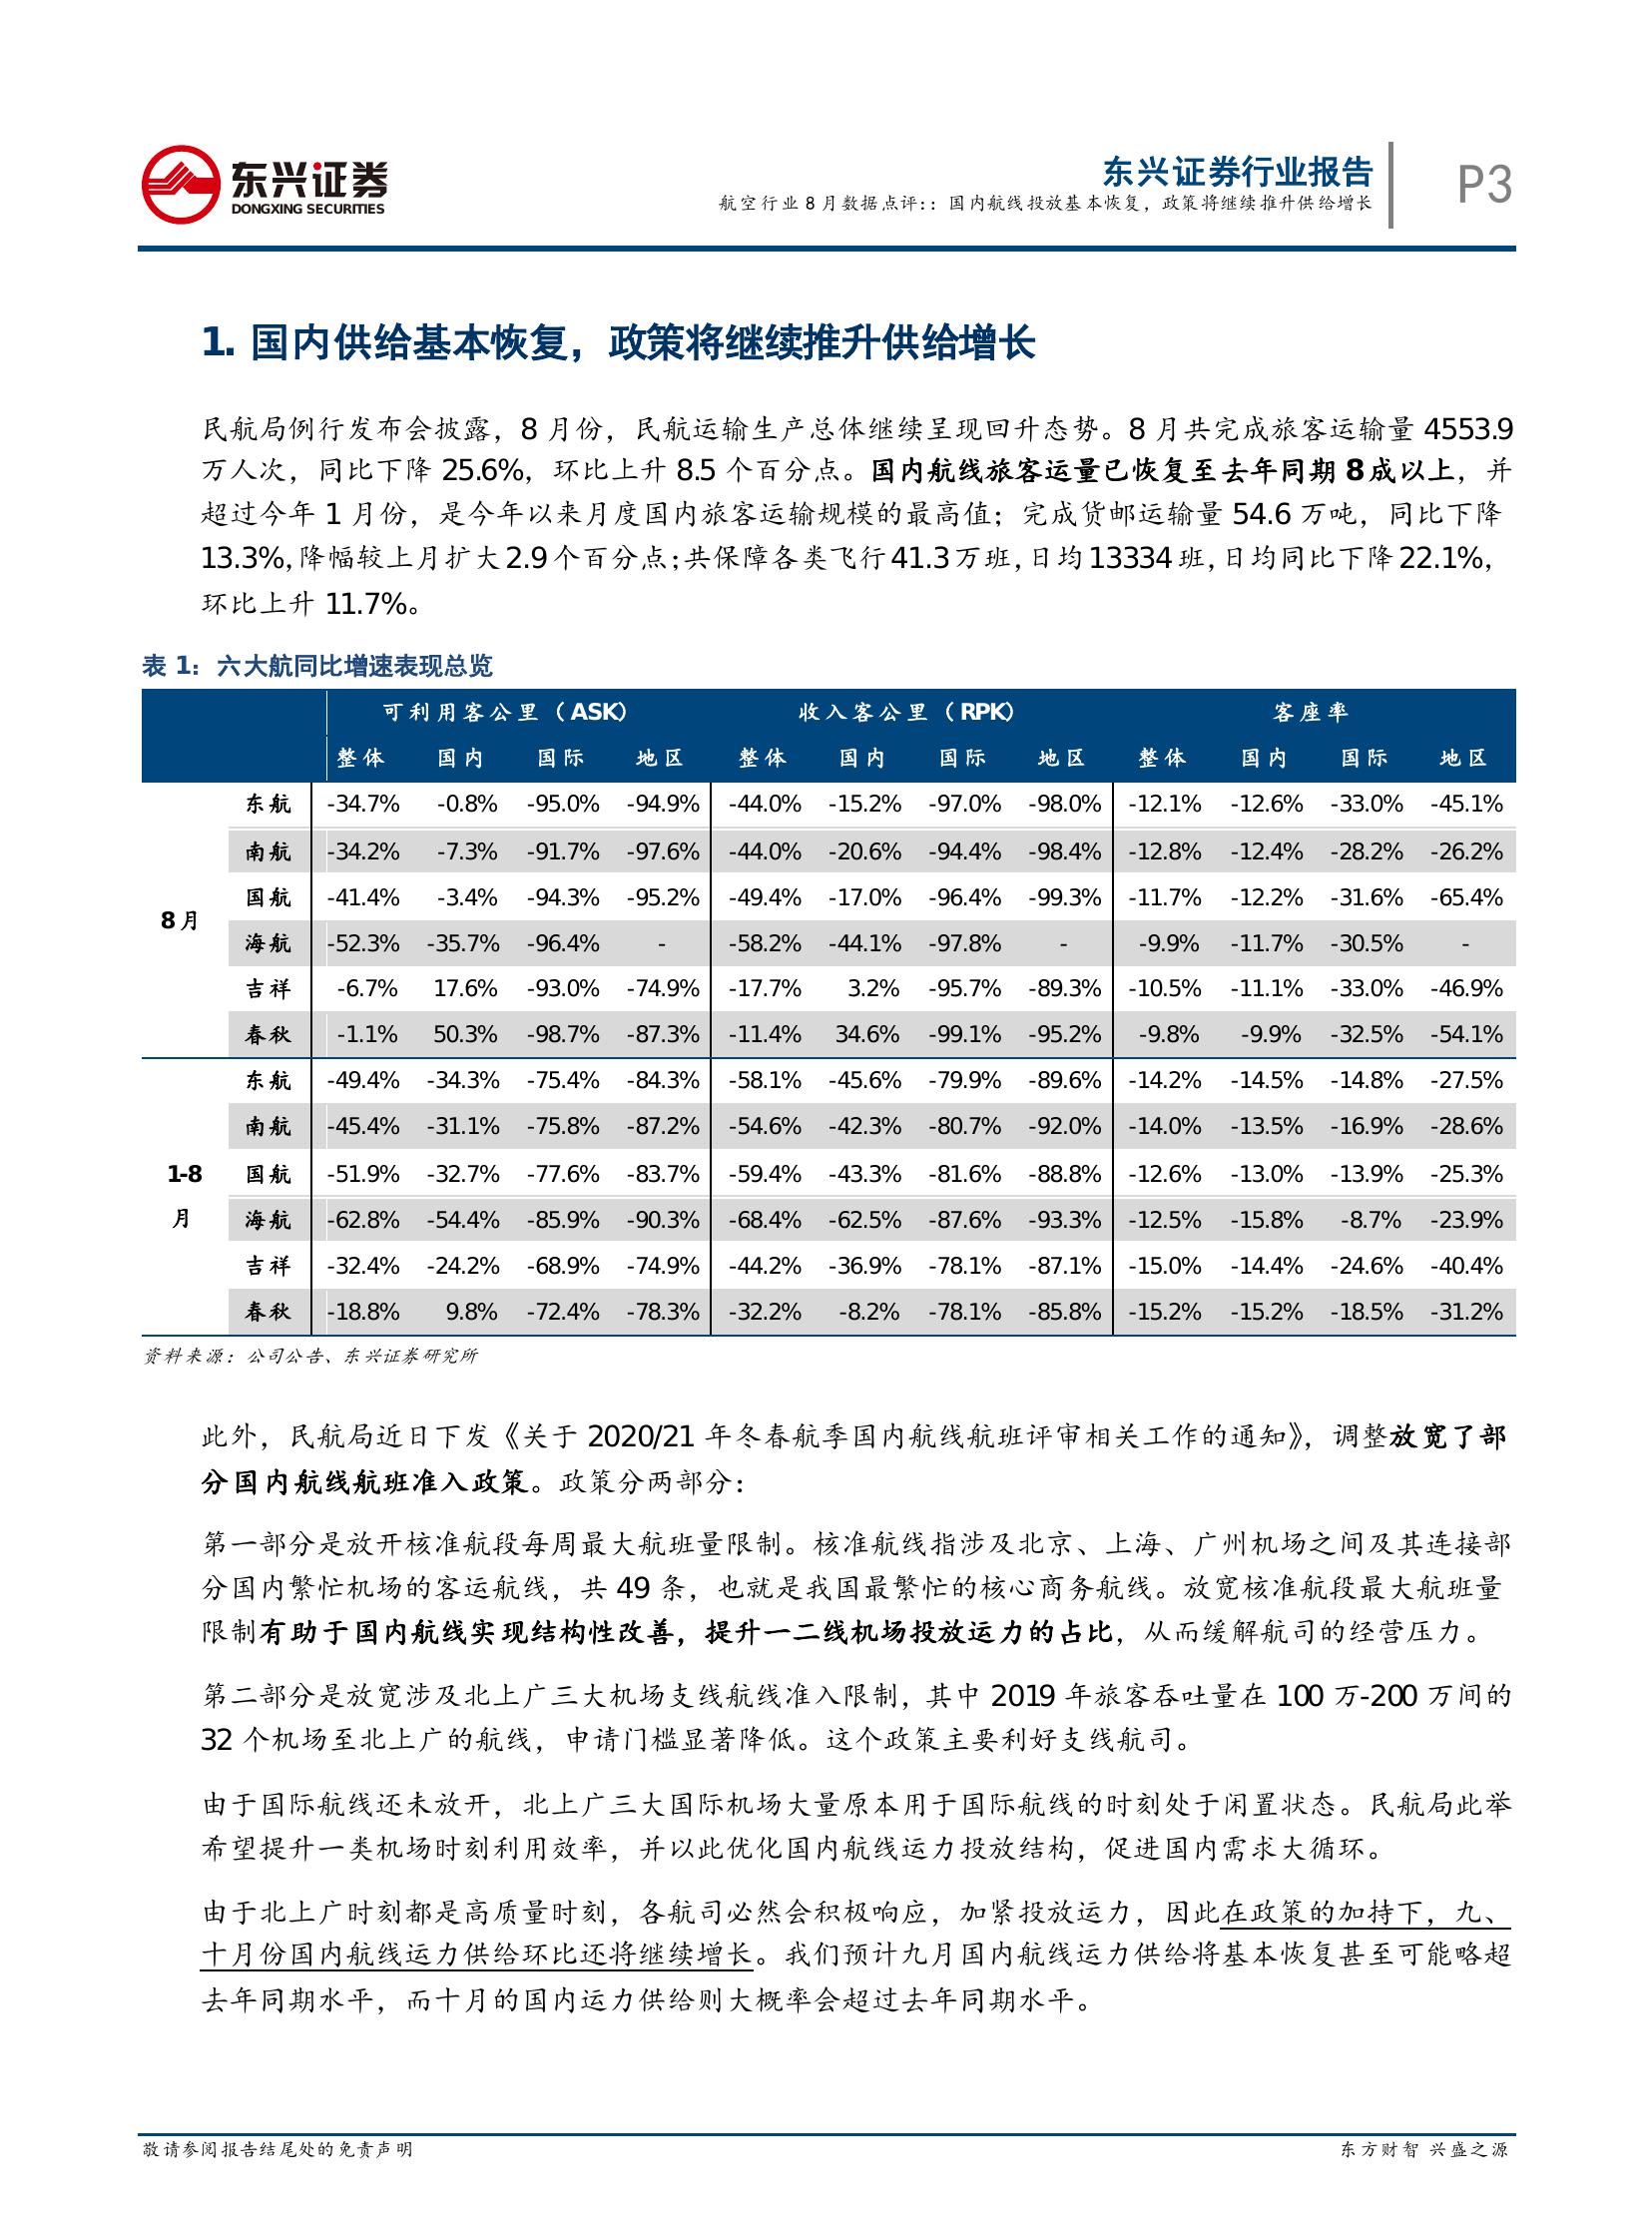 东兴证券
DONGXING SECURITIES
东兴证券行业报告
航空行业 8 月数据点评：：国内航线投放基本恢复，政策将继续推升供给增长
P3
1. 国内供给基本恢复，政策将继续推升供给增长
民航局例行发布会披露，8 月份，民航运输生产总体继续呈现回升态势。8 月共完成旅客运输量 4553.9
万人次，同比下降 25.6%，环比上升 8.5 个百分点。国内航线旅客运量已恢复至去年同期 8成以上，并
超过今年 1 月份，是今年以来月度国内旅客运输规模的最高值；完成货邮运输量 54.6 万吨，同比下降
13.3%，降幅较上月扩大 2.9 个百分点；共保障各类飞行 41.3 万班，日均 13334 班，日均同比下降 22.1%，
环比上升 11.7%。
表 1：六大航同比增速表现总览
可利用客公里（ASK） 收入客公里（RPK） 客座率
整体 国内 国际 地区 整体 国内 国际 地区 整体 国内 国际 地区
8 月
东航 -34.7% -0.8% -95.0% -94.9% -44.0% -15.2% -97.0% -98.0% -12.1% -12.6% -33.0% -45.1%
南航 -34.2% -7.3% -91.7% -97.6% -44.0% -20.6% -94.4% -98.4% -12.8% -12.4% -28.2% -26.2%
国航 -41.4% -3.4% -94.3% -95.2% -49.4% -17.0% -96.4% -99.3% -11.7% -12.2% -31.6% -65.4%
海航 -52.3% -35.7% -96.4% - -58.2% -44.1% -97.8% - -9.9% -11.7% -30.5% -
吉祥 -6.7% 17.6% -93.0% -74.9% -17.7% 3.2% -95.7% -89.3% -10.5% -11.1% -33.0% -46.9%
春秋 -1.1% 50.3% -98.7% -87.3% -11.4% 34.6% -99.1% -95.2% -9.8% -9.9% -32.5% -54.1%
1-8
月
东航 -49.4% -34.3% -75.4% -84.3% -58.1% -45.6% -79.9% -89.6% -14.2% -14.5% -14.8% -27.5%
南航 -45.4% -31.1% -75.8% -87.2% -54.6% -42.3% -80.7% -92.0% -14.0% -13.5% -16.9% -28.6%
国航 -51.9% -32.7% -77.6% -83.7% -59.4% -43.3% -81.6% -88.8% -12.6% -13.0% -13.9% -25.3%
海航 -62.8% -54.4% -85.9% -90.3% -68.4% -62.5% -87.6% -93.3% -12.5% -15.8% -8.7% -23.9%
吉祥 -32.4% -24.2% -68.9% -74.9% -44.2% -36.9% -78.1% -87.1% -15.0% -14.4% -24.6% -40.4%
春秋 -18.8% 9.8% -72.4% -78.3% -32.2% -8.2% -78.1% -85.8% -15.2% -15.2% -18.5% -31.2%
资料来源：公司公告、东兴证券研究所
此外，民航局近日下发《关于 2020/21 年冬春航季国内航线航班评审相关工作的通知》，调整放宽了部
分国内航线航班准入政策。政策分两部分：
第一部分是放开核准航段每周最大航班量限制。核准航线指涉及北京、上海、广州机场之间及其连接部
分国内繁忙机场的客运航线，共 49 条，也就是我国最繁忙的核心商务航线。放宽核准航段最大航班量
限制有助于国内航线实现结构性改善，提升一二线机场投放运力的占比，从而缓解航司的经营压力。
第二部分是放宽涉及北上广三大机场支线航线准入限制，其中 2019 年旅客吞吐量在 100 万-200 万间的
32 个机场至北上广的航线，申请门槛显著降低。这个政策主要利好支线航司。
由于国际航线还未放开，北上广三大国际机场大量原本用于国际航线的时刻处于闲置状态。民航局此举
希望提升一类机场时刻利用效率，并以此优化国内航线运力投放结构，促进国内需求大循环。
由于北上广时刻都是高质量时刻，各航司必然会积极响应，加紧投放运力，因此在政策的加持下，九、
十月份国内航线运力供给环比还将继续增长。我们预计九月国内航线运力供给将基本恢复甚至可能略超
去年同期水平，而十月的国内运力供给则大概率会超过去年同期水平。
敬请参阅报告结尾处的免责声明
东方财智 兴盛之源